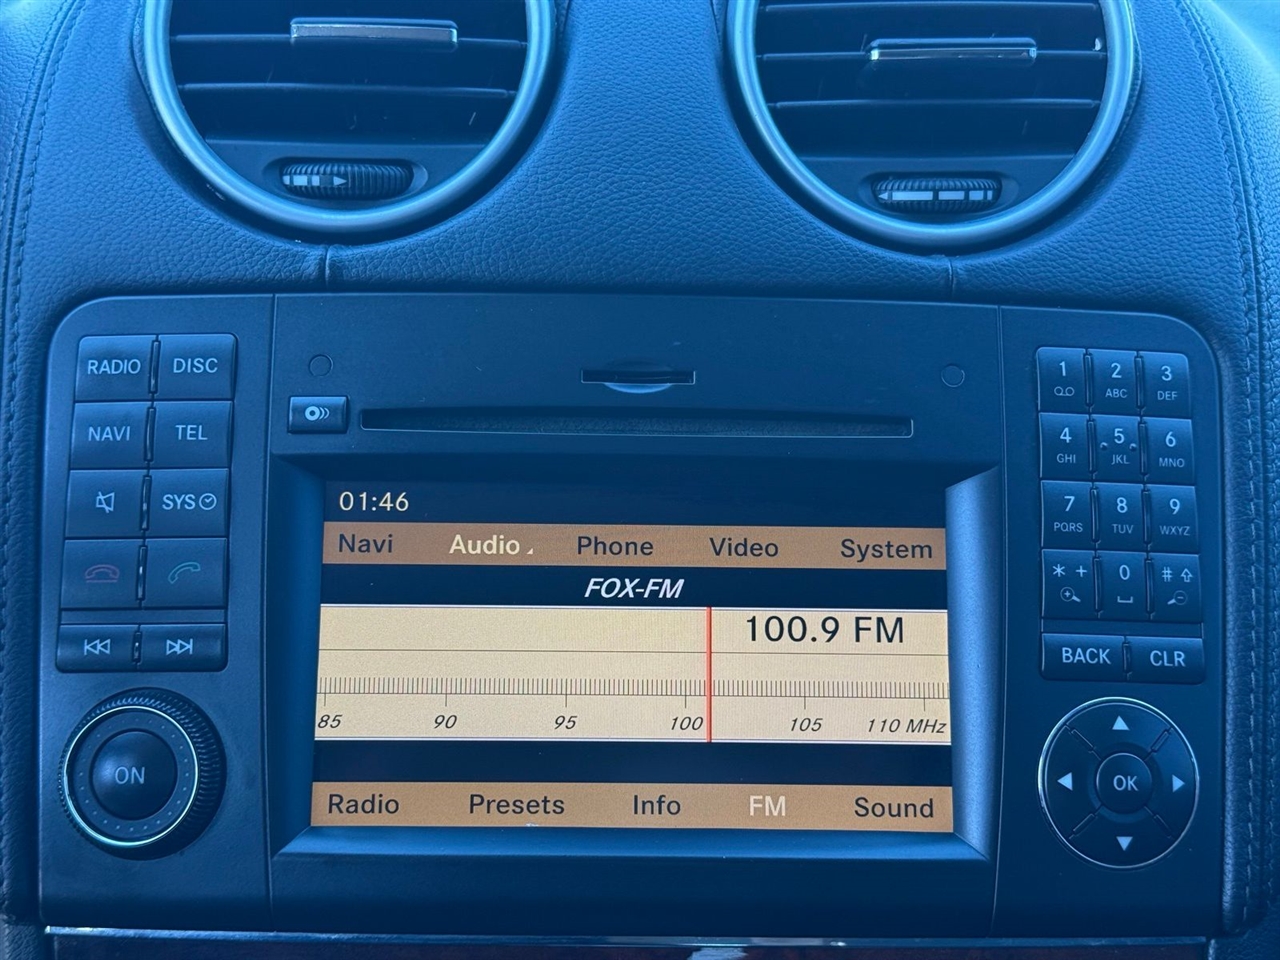 RADIO DISC
NAVI TEL
SYS
ON
01:46
Navi Audio Phone Video System
FOX-FM
100.9 FM
85 90 95 100 105 110 MHz
Radio Presets Info FM Sound
1 2 3
ABC DEF
4 5 6
GHI JKL MNO
7 8 9
PQRS TUV WXYZ
* + 0 #
BACK CLR
OK